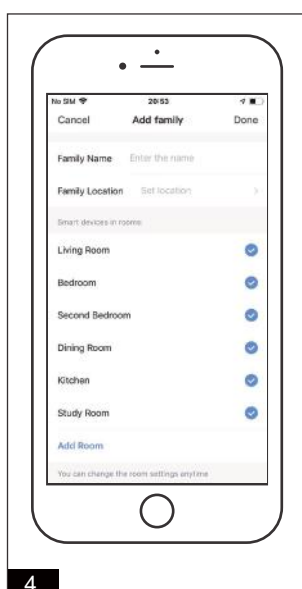 No SIM 20:53
Cancel Add family Done
Family Name Enter the name
Family Location Set location
Smart devices in rooms:
Living Room
Bedroom
Second Bedroom
Dining Room
Kitchen
Study Room
Add Room
You can change the room settings anytime
4